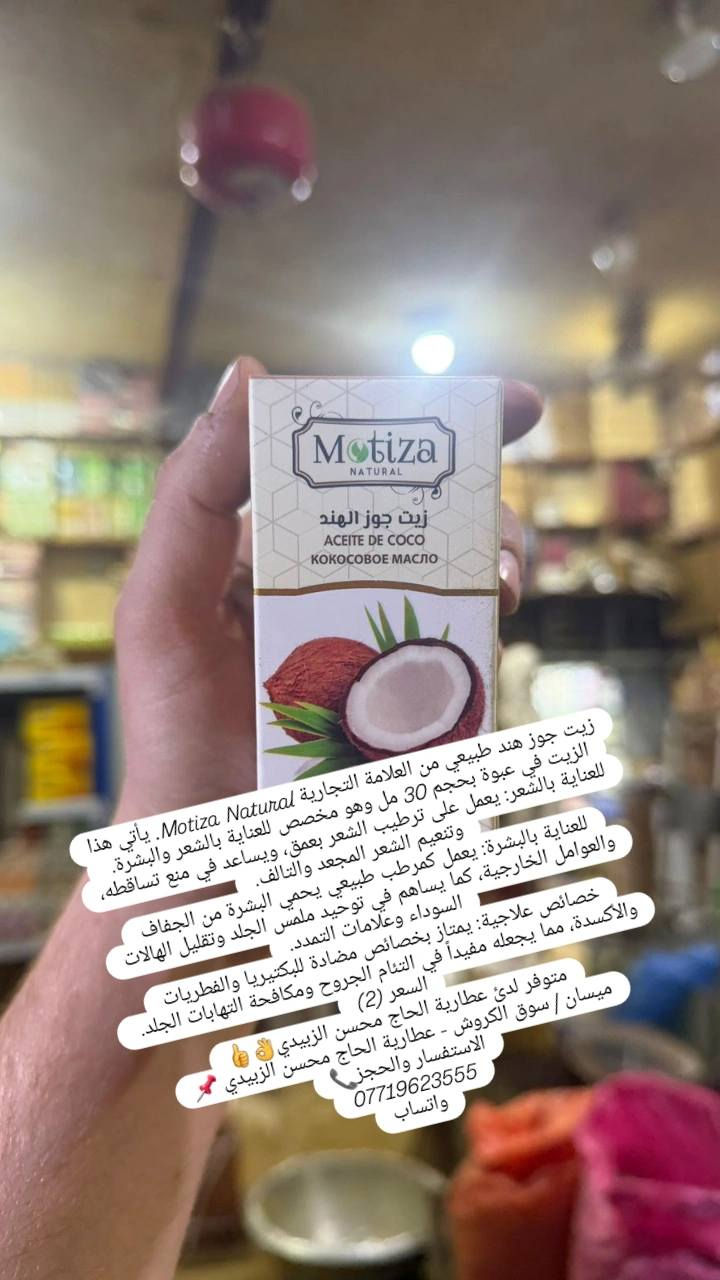 Motiza
NATURAL
زيت جوز الهند
ACEITE DE COCO
КОКОСОВОЕ МАСЛО
زيت جوز هند طبيعي من العلامة التجارية Motiza Natural. يأتي هذا
الزيت في عبوة بحجم 30 مل وهو مخصص للعناية بالشعر والبشرة.
للعناية بالشعر: يعمل على ترطيب الشعر بعمق، ويساعد في منع تساقطه،
وتنعيم الشعر المجعد والتالف.
للعناية بالبشرة: يعمل كمرطب طبيعي يحمي البشرة من الجفاف
والعوامل الخارجية، كما يساهم في توحيد ملمس الجلد وتقليل الهالات
السوداء وعلامات التمدد.
خصائص علاجية: يمتاز بخصائص مضادة للبكتيريا والفطريات
والأكسدة، مما يجعله مفيداً في التئام الجروح ومكافحة التهابات الجلد.
السعر (2)
متوفر لدئ عطارية الحاج محسن الزبيدي👌👍
ميسان / سوق الكروش - عطارية الحاج محسن الزبيدي 📌
الاستفسار والحجز📞
07719623555
واتساب